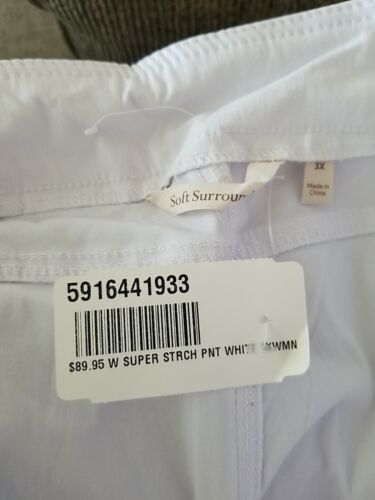 3X
Made in
China
Soft Surroun
5916441933
$89.95 W SUPER STRCH PNT WHITE